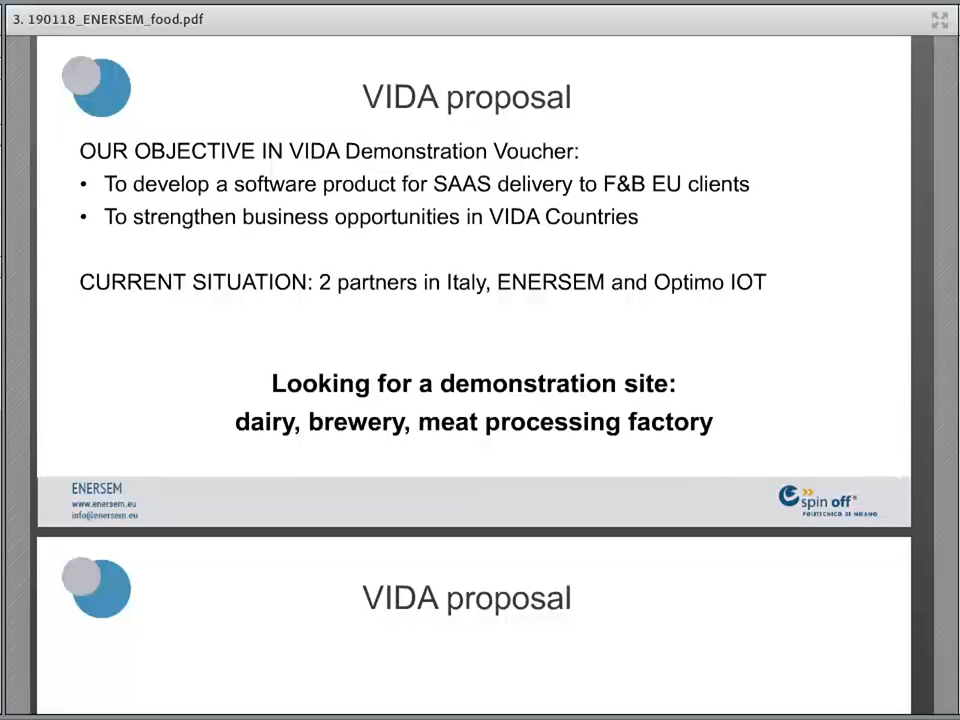 3. 190118_ENERSEM_food.pdf
VIDA proposal
OUR OBJECTIVE IN VIDA Demonstration Voucher:
• To develop a software product for SAAS delivery to F&B EU clients
• To strengthen business opportunities in VIDA Countries
CURRENT SITUATION: 2 partners in Italy, ENERSEM and Optimo IOT
Looking for a demonstration site:
dairy, brewery, meat processing factory
ENERSEM
www.enersem.eu
info@enersem.eu
spin off
POLITECNICO DI MILANO
VIDA proposal